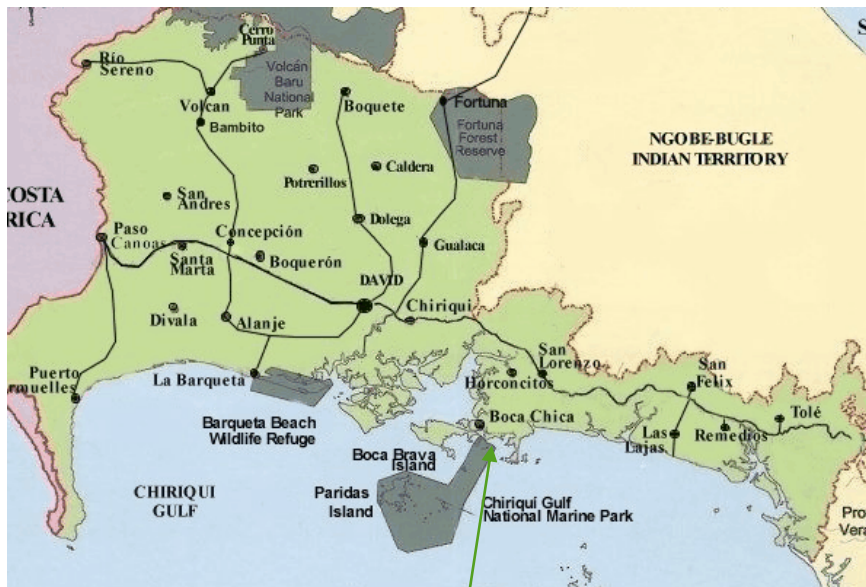 Cerro
Punta
Río
Sereno
Volcán
Baru
National
Park
Volcan
Boquete
Fortuna
Bambito
Fortuna
Forest
Reserve
NGOBE-BUGLE
INDIAN TERRITORY
Potrerillos
Caldera
COSTA
RICA
San
Andres
Paso
Canoas
Concepción
Dolega
Santa
Marta
Boquerón
Gualaca
DAVID
Divala
Alanje
Chiriqui
Puerto
rmuelles
La Barqueta
Horconcitos
San
Lorenzo
San
Felix
Barqueta Beach
Wildlife Refuge
Boca Chica
Las
Lajas
Remedios
Tolé
Boca Brava
Island
CHIRIQUI
GULF
Paridas
Island
Chiriquí Gulf
National Marine Park
Pro
Vera
S